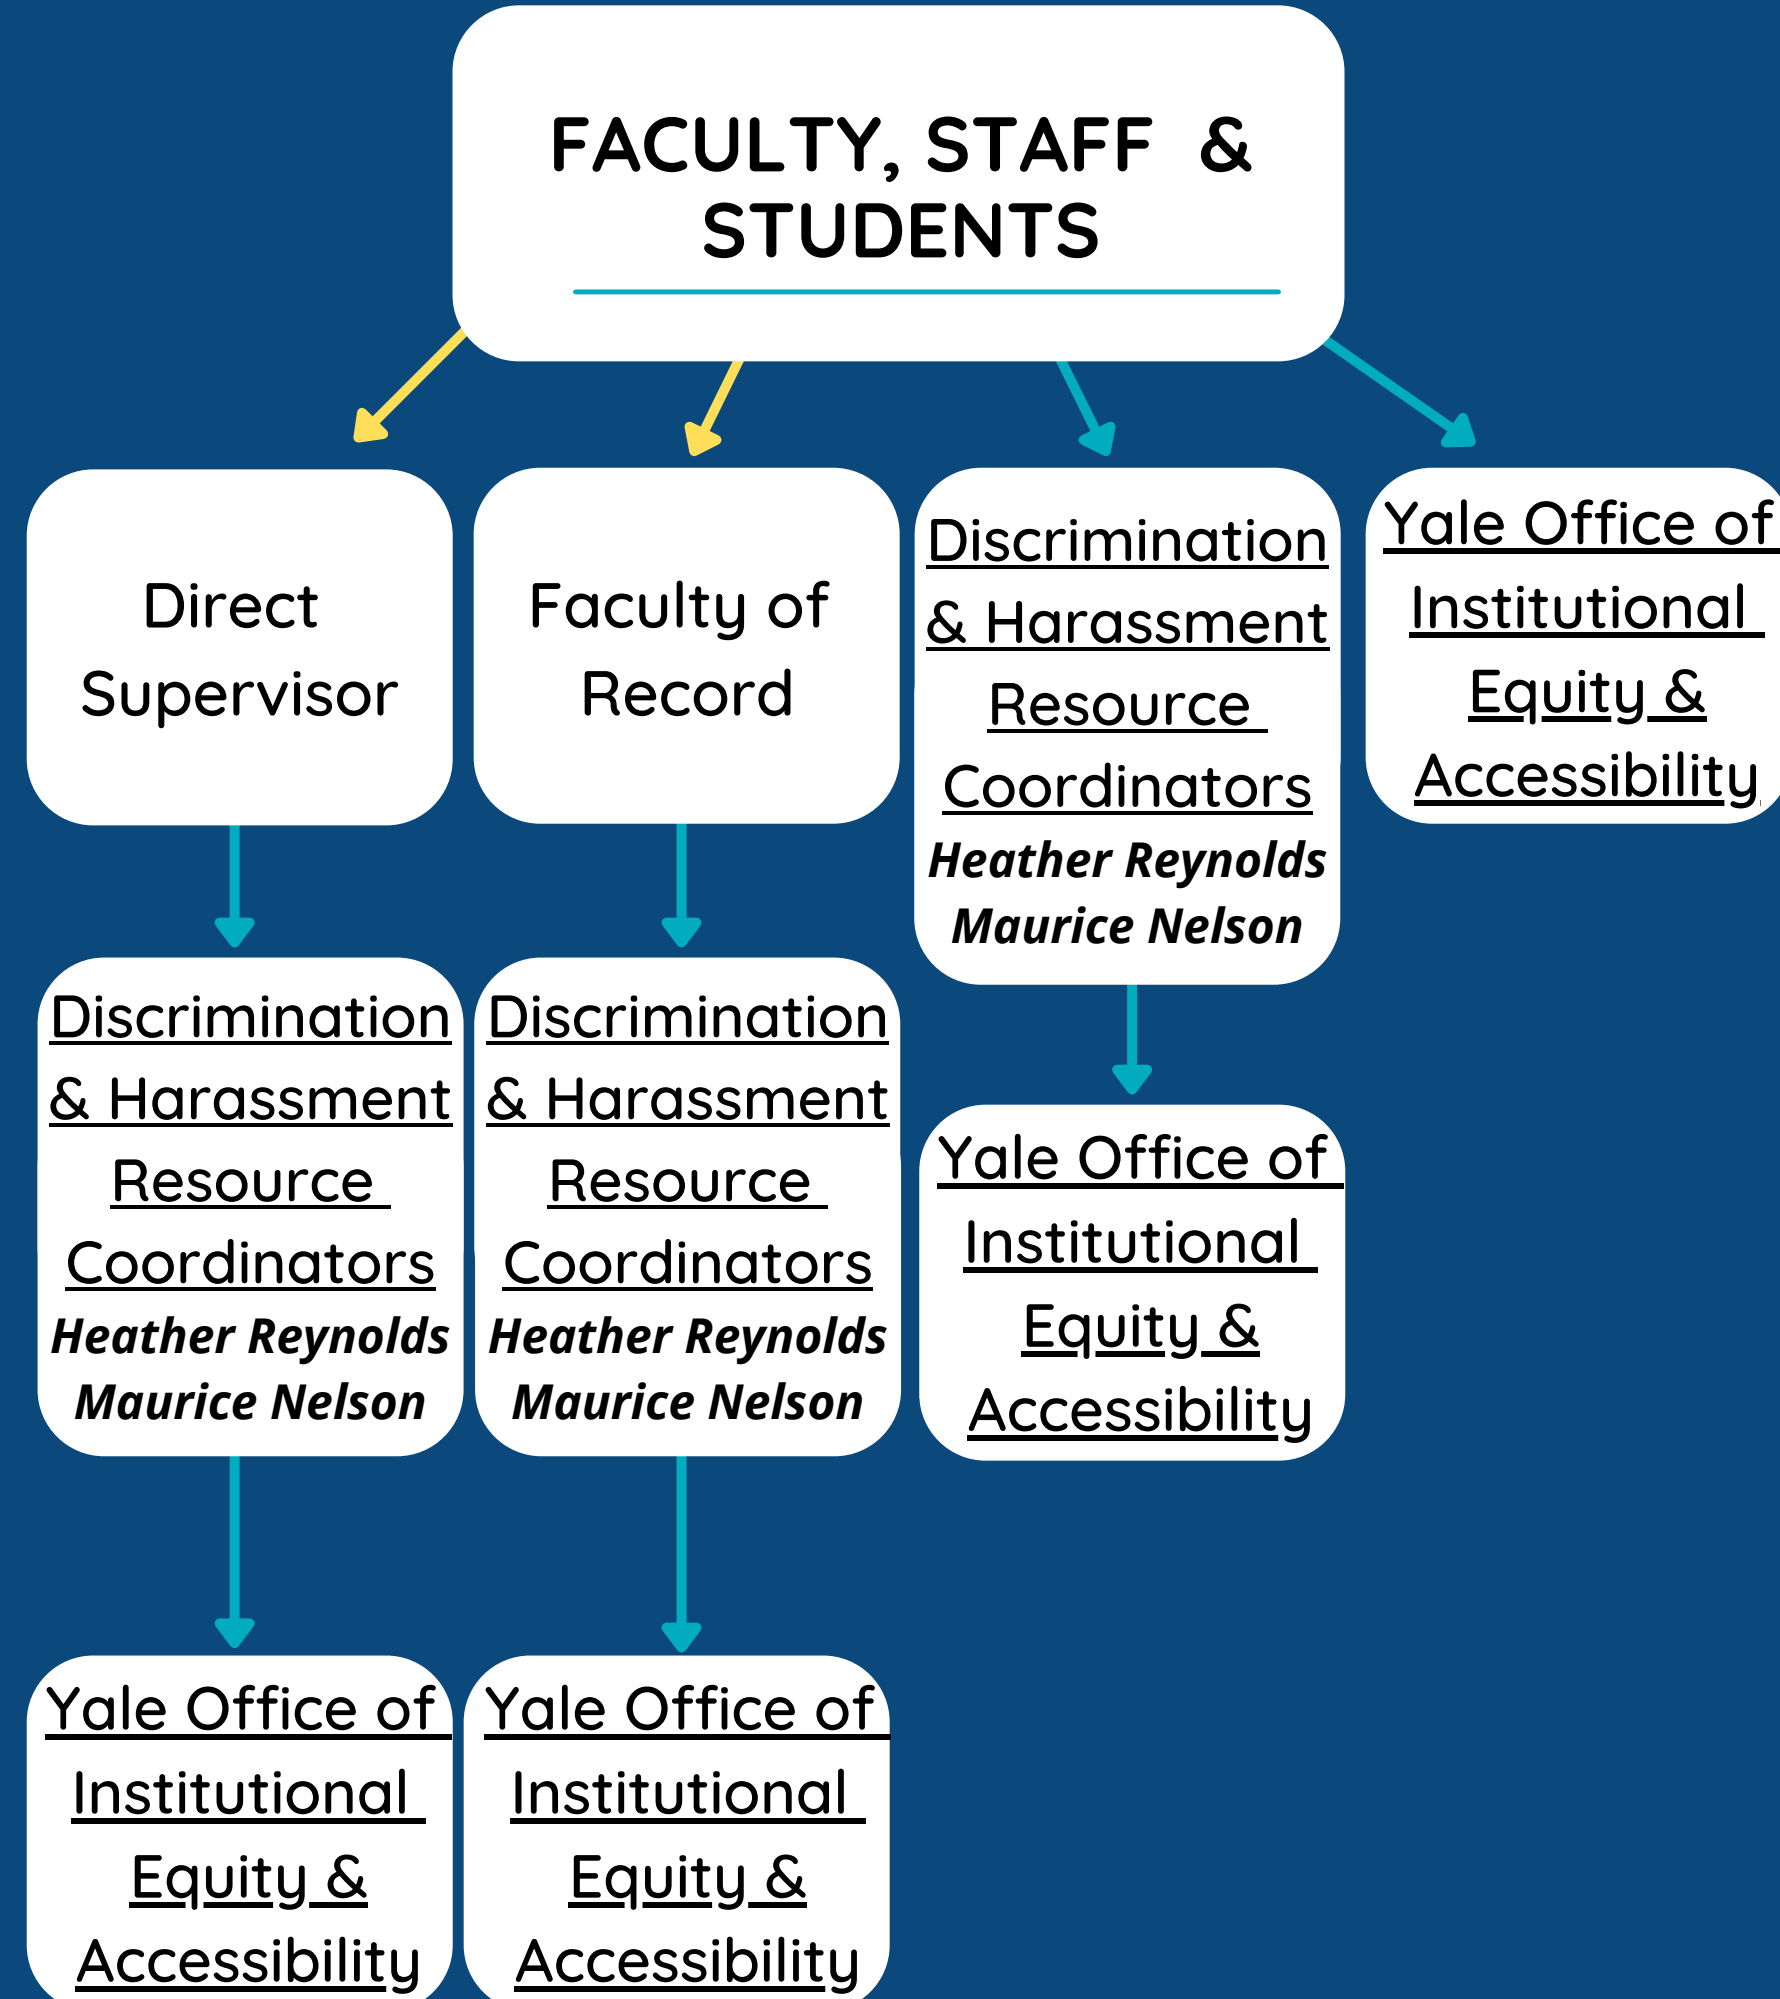 FACULTY, STAFF & 
STUDENTS
Direct
Supervisor
Faculty of
Record
Discrimination
& Harassment
Resource
Coordinators
Heather Reynolds
Maurice Nelson
Yale Office of
Institutional
Equity &
Accessibility
Discrimination
& Harassment
Resource
Coordinators
Heather Reynolds
Maurice Nelson
Discrimination
& Harassment
Resource
Coordinators
Heather Reynolds
Maurice Nelson
Yale Office of
Institutional
Equity &
Accessibility
Yale Office of
Institutional
Equity &
Accessibility
Yale Office of
Institutional
Equity &
Accessibility